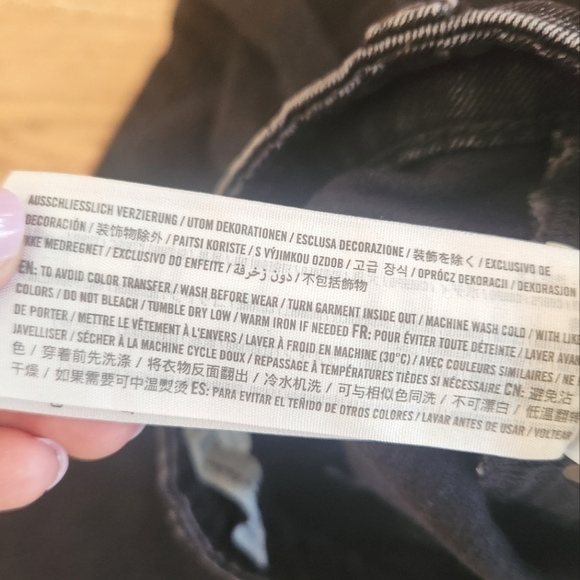 AUSSCHLIESSLICH VERZIERUNG / UTOM DEKORATIONEN / ESCLUSA DECORAZIONE / 装飾を除く / EXCLUSIVO DE
DECORACIÓN / 装饰物除外 / PAITSI KORISTE / S VÝJIMKOU OZDOB / 고급 장식 / OPRÓCZ DEKORACJI / DEKORASJON
IKKE MEDREGNET / EXCLUSIVO DO ENFEITE / دون زخرفة / 不包括飾物
EN: TO AVOID COLOR TRANSFER / WASH BEFORE WEAR / TURN GARMENT INSIDE OUT / MACHINE WASH COLD / WITH LIKE
COLORS / DO NOT BLEACH / TUMBLE DRY LOW / WARM IRON IF NEEDED FR: POUR ÉVITER TOUTE DÉTEINTE / LAVER AVANT
DE PORTER / METTRE LE VÊTEMENT À L'ENVERS / LAVER À FROID EN MACHINE (30°C) / AVEC COULEURS SIMILAIRES / NE
JAVELLISER / SÉCHER À LA MACHINE CYCLE DOUX / REPASSAGE À TEMPÉRATURES TIÈDES SI NÉCESSAIRE CN: 避免沾
色 / 穿着前先洗涤 / 将衣物反面翻出 / 冷水机洗 / 可与相似色同洗 / 不可漂白 / 低温翻转
干燥 / 如果需要可中温熨烫 ES: PARA EVITAR EL TEÑIDO DE OTROS COLORES / LAVAR ANTES DE USAR / VOLTEAR